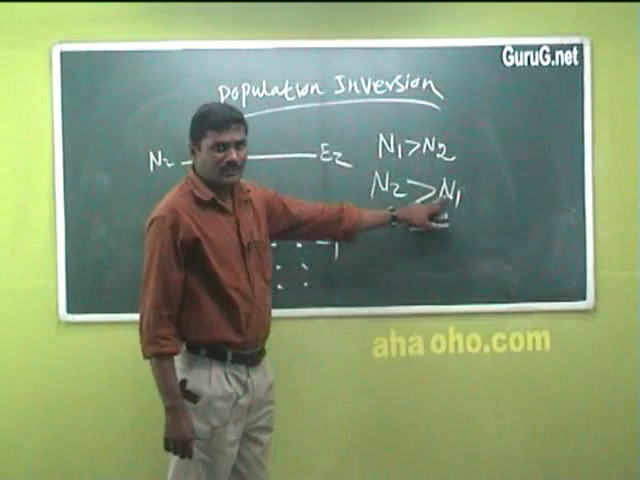 GuruG.net
Population Inversion
N₂ E₂ N₁>N₂
N₂>N₁
aha oho.com